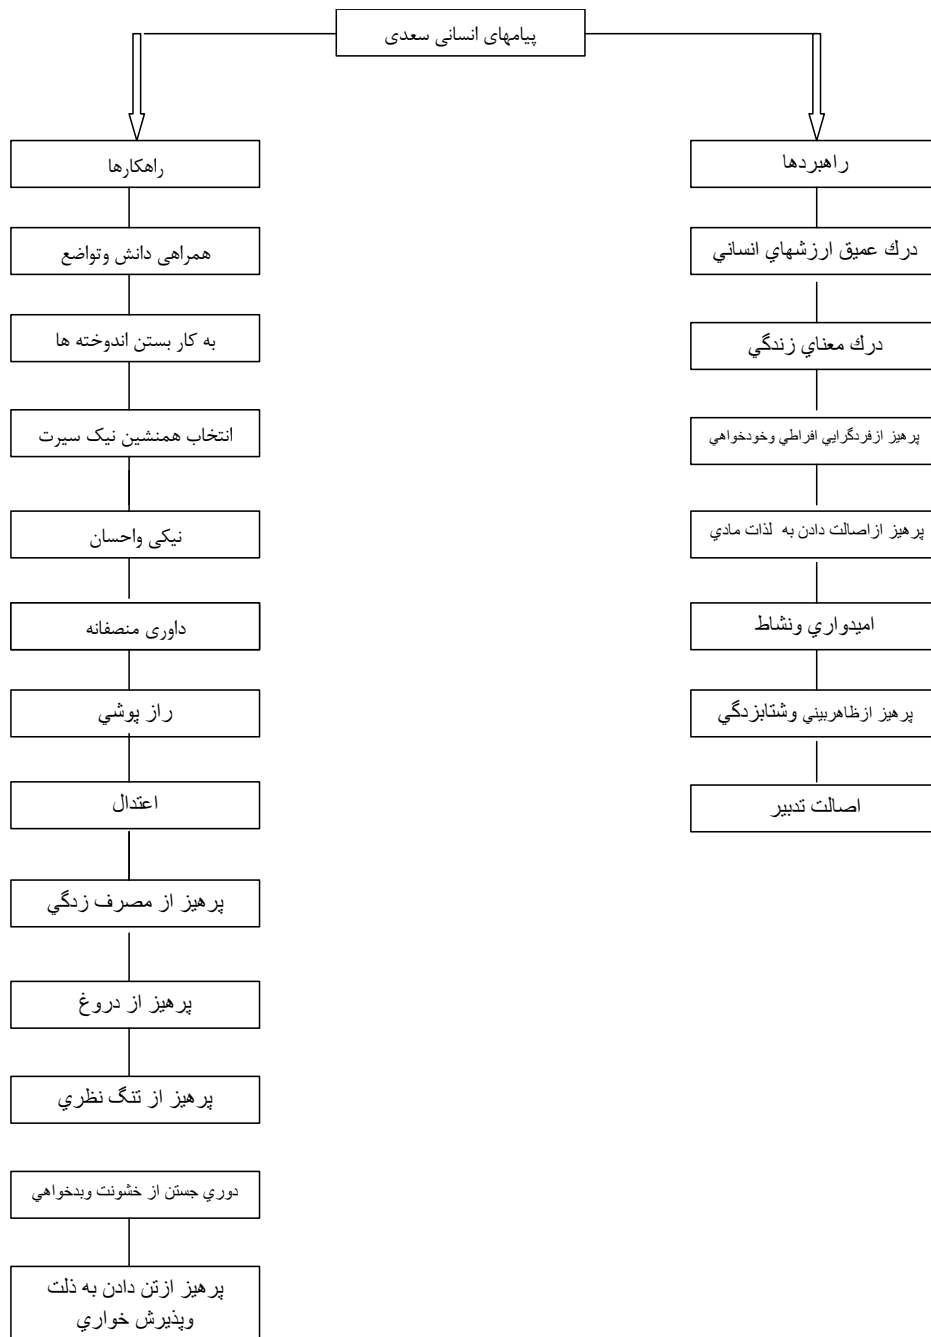 پیامهای انسانی سعدی
راهبردها
درك عميق ارزشهاي انساني
درك معناي زندگي
پرهيز ازفردگرايي افراطي وخودخواهي
پرهيز ازاصالت دادن به لذات مادي
اميدواري ونشاط
پرهيز ازظاهربيني وشتابزدگي
اصالت تدبير
راهکارها
همراهی دانش وتواضع
به کار بستن اندوخته ها
انتخاب همنشین نیک سیرت
نیکی واحسان
داوری منصفانه
راز پوشي
اعتدال
پرهيز از مصرف زدگي
پرهيز از دروغ
پرهيز از تنگ نظري
دوري جستن از خشونت وبدخواهي
پرهيز ازتن دادن به ذلت
وپذيرش خواري